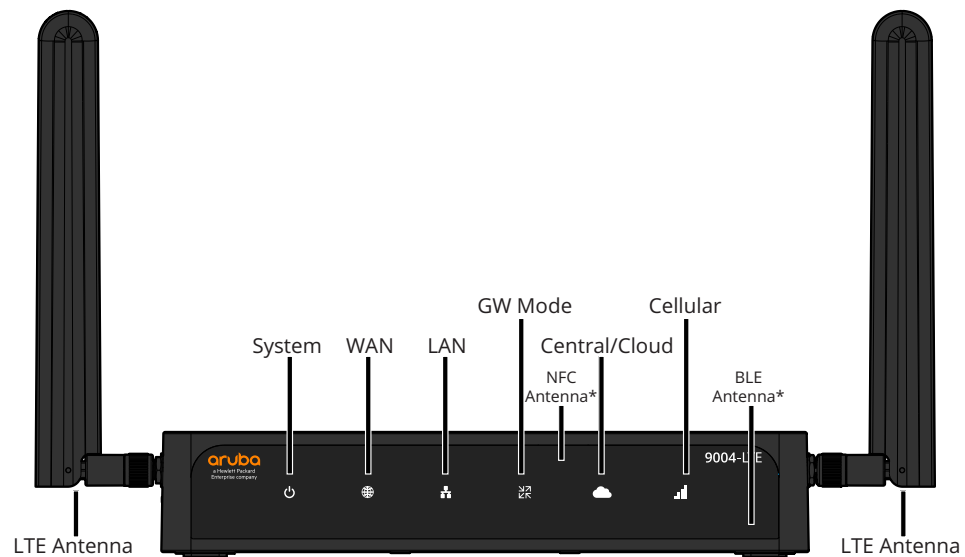 GW Mode
Cellular
System
WAN
LAN
Central/Cloud
NFC
Antenna*
BLE
Antenna*
aruba
a Hewlett Packard
Enterprise company
9004-LTE
LTE Antenna
LTE Antenna